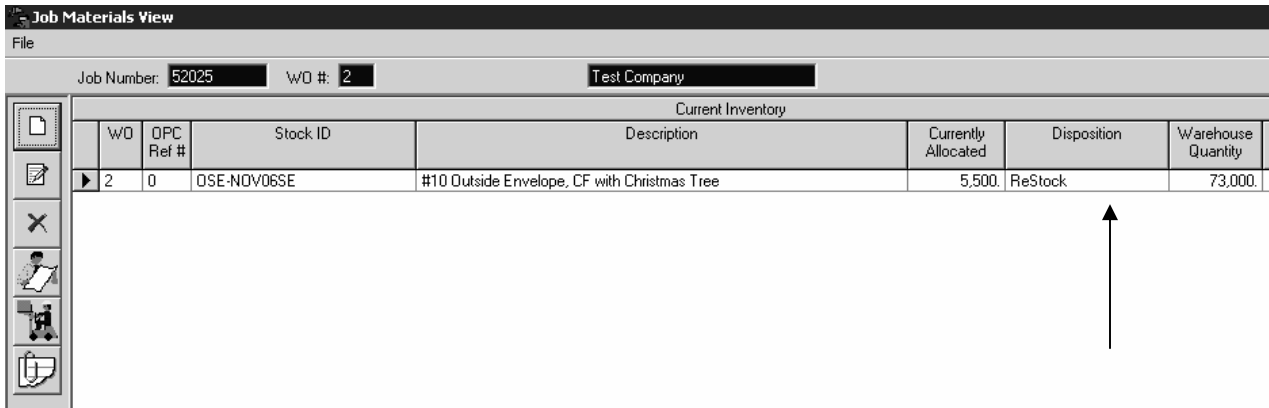 Job Materials View
File
Job Number: 52025 WO #: 2 Test Company
Current Inventory
WO OPC Ref # Stock ID Description Currently Allocated Disposition Warehouse Quantity
2 0 OSE-NOV06SE #10 Outside Envelope, CF with Christmas Tree 5,500. ReStock 73,000.